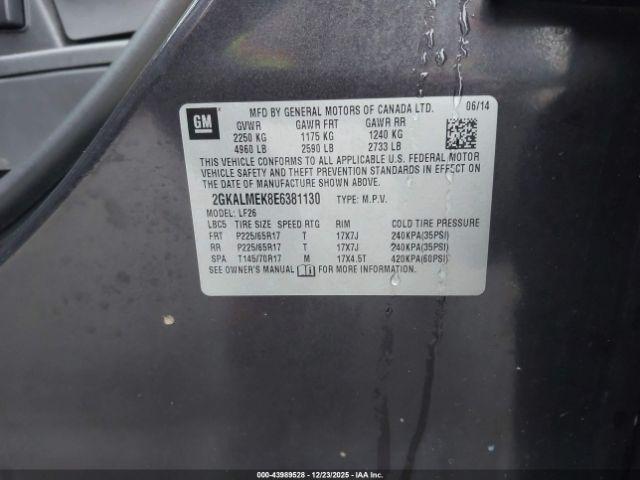 GM
MFD BY GENERAL MOTORS OF CANADA LTD. 06/14
GVWR GAWR FRT GAWR RR
2250 KG 1175 KG 1240 KG
4960 LB 2590 LB 2733 LB
THIS VEHICLE CONFORMS TO ALL APPLICABLE U.S. FEDERAL MOTOR
VEHICLE SAFETY AND THEFT PREVENTION STANDARDS IN EFFECT ON THE
DATE OF MANUFACTURE SHOWN ABOVE.
2GKALMEK8E6381130 TYPE: M.P.V.
MODEL: LF26
LBC5 TIRE SIZE SPEED RTG RIM COLD TIRE PRESSURE
FRT P225/65R17 T 17X7J 240KPA(35PSI)
RR P225/65R17 T 17X7J 240KPA(35PSI)
SPA T145/70R17 M 17X4.5T 420KPA(60PSI)
SEE OWNER'S MANUAL FOR MORE INFORMATION.
000-43989528 - 12/23/2025 - IAA Inc.